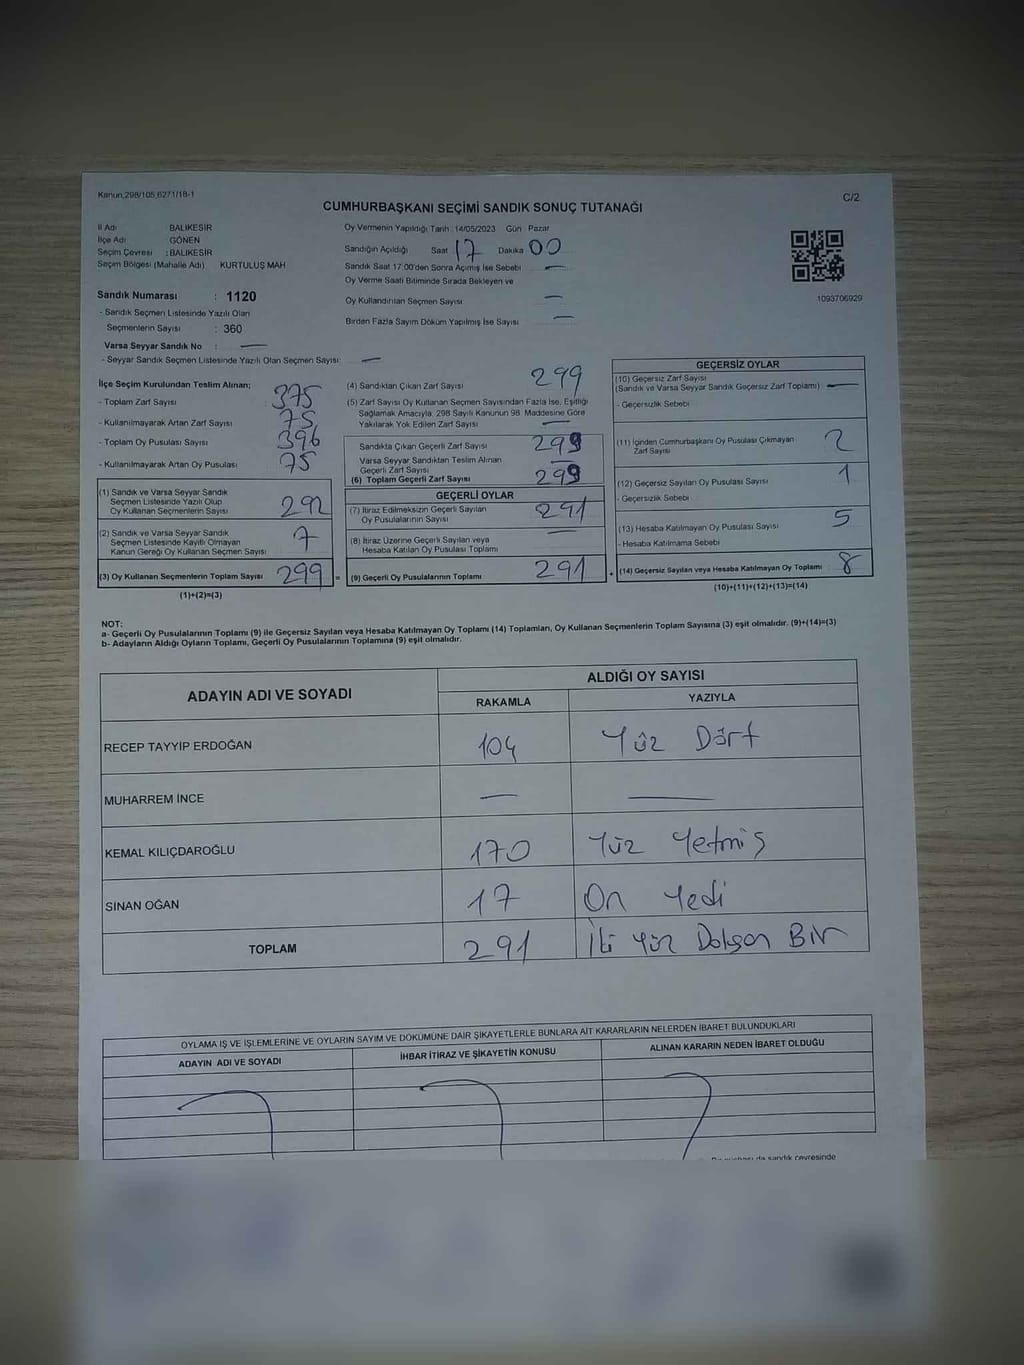 Kanun,298/105,6271/18-1
C/2
CUMHURBAŞKANI SEÇİMİ SANDIK SONUÇ TUTANAĞI
İl Adı BALIKESİR
İlçe Adı GÖNEN
Seçim Çevresi : BALIKESİR
Seçim Bölgesi (Mahalle Adı) KURTULUŞ MAH
Sandık Numarası : 1120
- Sandık Seçmen Listesinde Yazılı Olan
Seçmenlerin Sayısı : 360
Varsa Seyyar Sandık No : —
- Seyyar Sandık Seçmen Listesinde Yazılı Olan Seçmen Sayısı: —
Oy Vermenin Yapıldığı Tarih :14/05/2023 Gün Pazar
Sandığın Açıldığı Saat 17 Dakika 00
Sandık Saat 17:00'den Sonra Açılmış İse Sebebi —
Oy Verme Saati Bitiminde Sırada Bekleyen ve
Oy Kullandırılan Seçmen Sayısı —
Birden Fazla Sayım Döküm Yapılmış İse Sayısı —
1093706929
İlçe Seçim Kurulundan Teslim Alınan;
- Toplam Zarf Sayısı : 375
- Kullanılmayarak Artan Zarf Sayısı : 75
- Toplam Oy Pusulası Sayısı : 396
- Kullanılmayarak Artan Oy Pusulası : 75
(1) Sandık ve Varsa Seyyar Sandık
Seçmen Listesinde Yazılı Olup
Oy Kullanan Seçmenlerin Sayısı 292
(2) Sandık ve Varsa Seyyar Sandık
Seçmen Listesinde Kayıtlı Olmayan
Kanun Gereği Oy Kullanan Seçmen Sayısı 7
(3) Oy Kullanan Seçmenlerin Toplam Sayısı 299 =
(1)+(2)=(3)
(4) Sandıktan Çıkan Zarf Sayısı 299
(5) Zarf Sayısı Oy Kullanan Seçmen Sayısından Fazla İse, Eşitliği
Sağlamak Amacıyla, 298 Sayılı Kanunun 98. Maddesine Göre
Yakılarak Yok Edilen Zarf Sayısı —
Sandıkta Çıkan Geçerli Zarf Sayısı 299
Varsa Seyyar Sandıktan Teslim Alınan
Geçerli Zarf Sayısı —
(6) Toplam Geçerli Zarf Sayısı 299
GEÇERLİ OYLAR
(7) İtiraz Edilmeksizin Geçerli Sayılan
Oy Pusulalarının Sayısı 291
(8) İtiraz Üzerine Geçerli Sayılan veya
Hesaba Katılan Oy Pusulası Toplamı —
(9) Geçerli Oy Pusulalarının Toplamı 291 +
GEÇERSİZ OYLAR
(10) Geçersiz Zarf Sayısı
(Sandık ve Varsa Seyyar Sandık Geçersiz Zarf Toplamı) —
- Geçersizlik Sebebi
(11) İçinden Cumhurbaşkanı Oy Pusulası Çıkmayan
Zarf Sayısı 2
(12) Geçersiz Sayılan Oy Pusulası Sayısı 1
- Geçersizlik Sebebi
(13) Hesaba Katılmayan Oy Pusulası Sayısı 5
- Hesaba Katılmama Sebebi
(14) Geçersiz Sayılan veya Hesaba Katılmayan Oy Toplamı 8
(10)+(11)+(12)+(13)=(14)
NOT:
a- Geçerli Oy Pusulalarının Toplamı (9) ile Geçersiz Sayılan veya Hesaba Katılmayan Oy Toplamı (14) Toplamları, Oy Kullanan Seçmenlerin Toplam Sayısına (3) eşit olmalıdır. (9)+(14)=(3)
b- Adayların Aldığı Oyların Toplamı, Geçerli Oy Pusulalarının Toplamına (9) eşit olmalıdır.
ADAYIN ADI VE SOYADI
ALDIĞI OY SAYISI
RAKAMLA YAZIYLA
RECEP TAYYİP ERDOĞAN 104 Yüz Dört
MUHARREM İNCE — —
KEMAL KILIÇDAROĞLU 170 Yüz Yetmiş
SİNAN OĞAN 17 On Yedi
TOPLAM 291 İki Yüz Doksan Bir
OYLAMA İŞ VE İŞLEMLERİNE VE OYLARIN SAYIM VE DÖKÜMÜNE DAİR ŞİKAYETLERLE BUNLARA AİT KARARLARIN NELERDEN İBARET BULUNDUKLARI
ADAYIN ADI VE SOYADI İHBAR İTİRAZ VE ŞİKAYETİN KONUSU ALINAN KARARIN NEDEN İBARET OLDUĞU
da sandık çevresinde